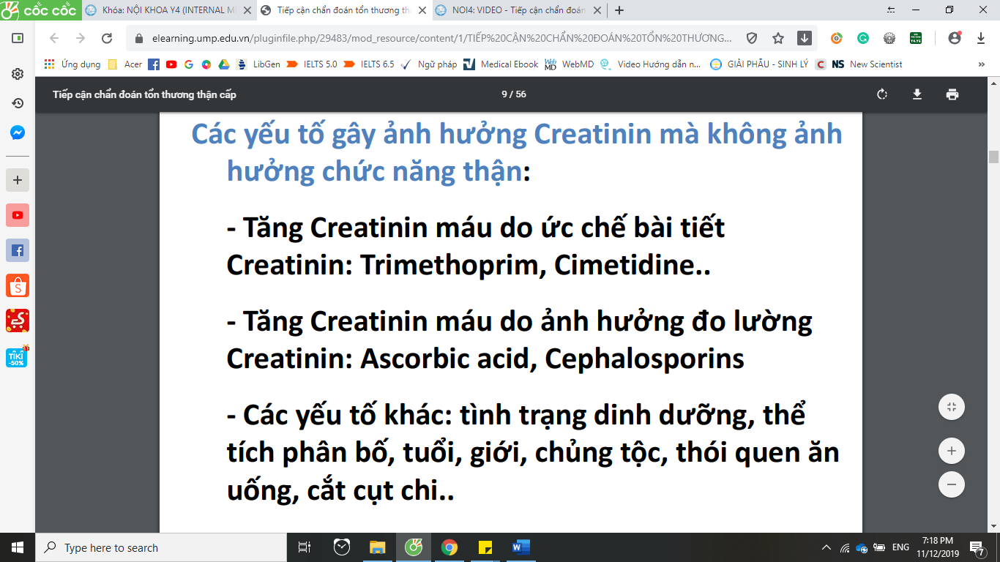 cốc cốc
Khóa: NỘI KHOA Y4 (INTERNAL M
Tiếp cận chẩn đoán tổn thương th
NOI4: VIDEO - Tiếp cận chẩn đoán
elearning.ump.edu.vn/pluginfile.php/29483/mod_resource/content/1/TIẾP%20CẬN%20CHẨN%20ĐOÁN%20TỔN%20THƯƠNG...
Ứng dụng
Acer
LibGen
IELTS 5.0
IELTS 6.5
Ngữ pháp
Medical Ebook
WebMD
Video Hướng dẫn n...
GIẢI PHẪU - SINH LÝ
New Scientist
Tiếp cận chẩn đoán tổn thương thận cấp
9 / 56
Các yếu tố gây ảnh hưởng Creatinin mà không ảnh
hưởng chức năng thận:
- Tăng Creatinin máu do ức chế bài tiết
Creatinin: Trimethoprim, Cimetidine..
- Tăng Creatinin máu do ảnh hưởng đo lường
Creatinin: Ascorbic acid, Cephalosporins
- Các yếu tố khác: tình trạng dinh dưỡng, thể
tích phân bố, tuổi, giới, chủng tộc, thói quen ăn
uống, cắt cụt chi..
TIKI
-50%
Type here to search
ENG
7:18 PM
11/12/2019
7